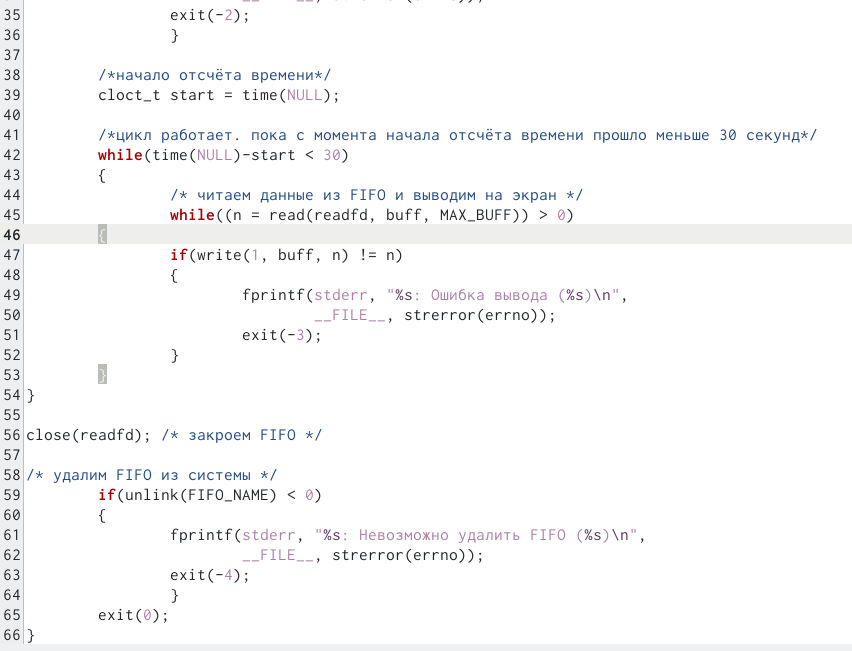 35 exit(-2);
36 }
37
38 /*начало отсчёта времени*/
39 cloct_t start = time(NULL);
40
41 /*цикл работает. пока с момента начала отсчёта времени прошло меньше 30 секунд*/
42 while(time(NULL)-start < 30)
43 {
44 /* читаем данные из FIFO и выводим на экран */
45 while((n = read(readfd, buff, MAX_BUFF)) > 0)
46 {
47 if(write(1, buff, n) != n)
48 {
49 fprintf(stderr, "%s: Ошибка вывода (%s)\n",
50 __FILE__, strerror(errno));
51 exit(-3);
52 }
53 }
54 }
55
56 close(readfd); /* закроем FIFO */
57
58 /* удалим FIFO из системы */
59 if(unlink(FIFO_NAME) < 0)
60 {
61 fprintf(stderr, "%s: Невозможно удалить FIFO (%s)\n",
62 __FILE__, strerror(errno));
63 exit(-4);
64 }
65 exit(0);
66 }